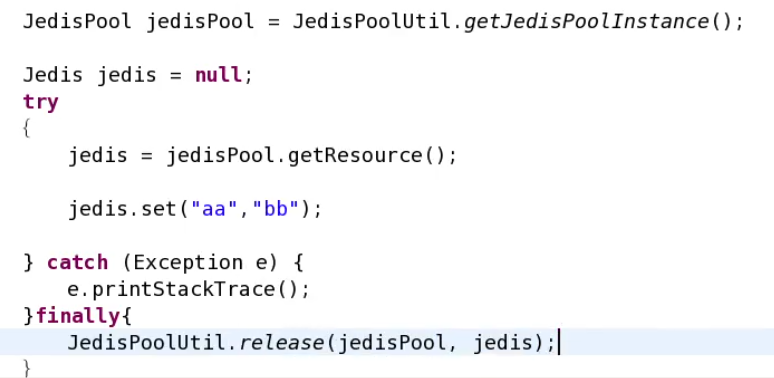 JedisPool jedisPool = JedisPoolUtil.getJedisPoolInstance();
Jedis jedis = null;
try
{
jedis = jedisPool.getResource();
jedis.set("aa","bb");
} catch (Exception e) {
e.printStackTrace();
}finally{
JedisPoolUtil.release(jedisPool, jedis);
}